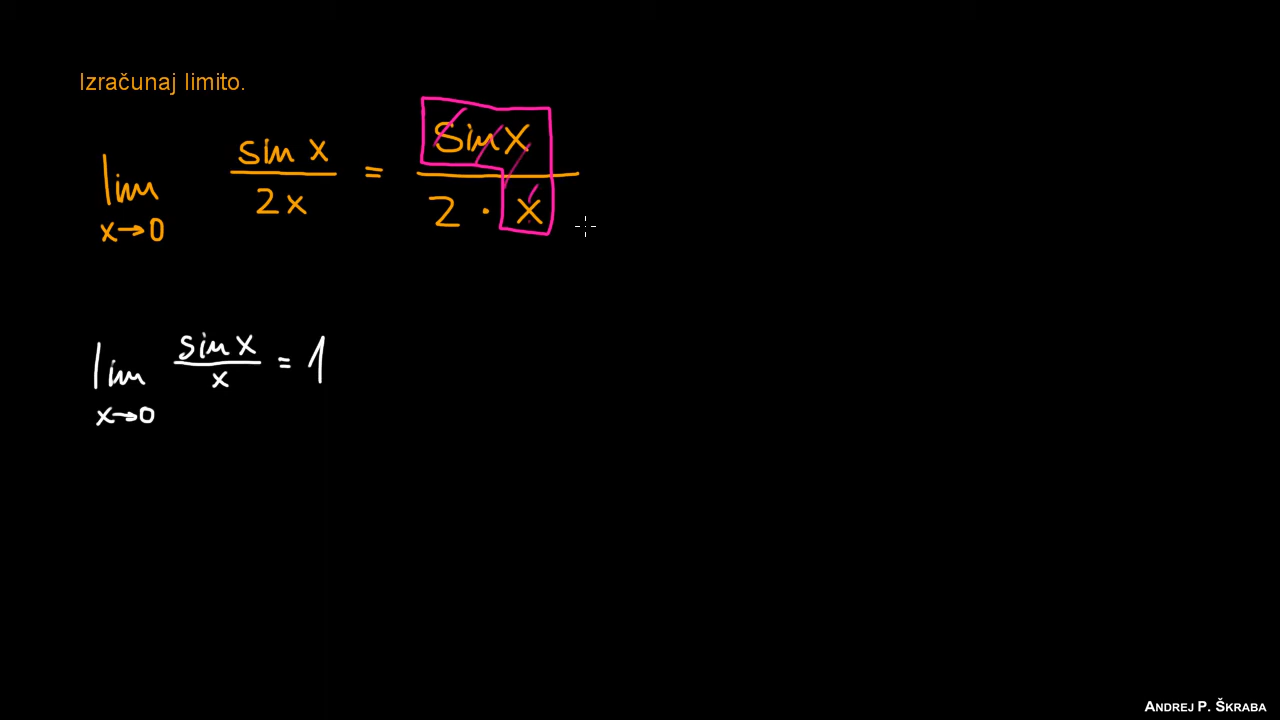 Izračunaj limito.
lim x→0 sin x / 2x = sin x / 2 · x
lim x→0 sin x / x = 1
ANDREJ P. ŠKRABA